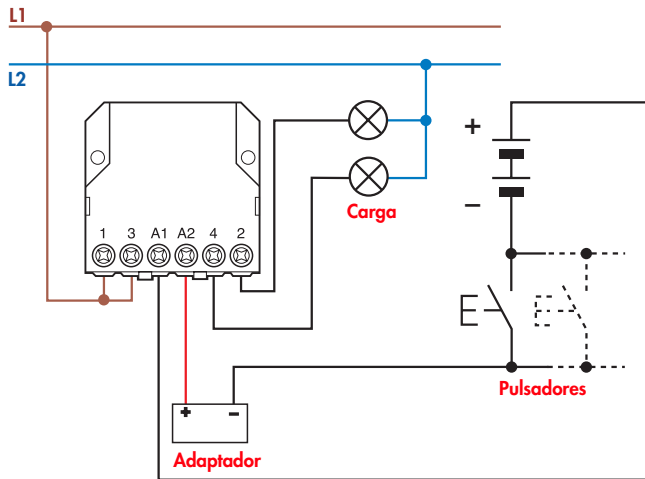 L1
L2
+
−
Carga
1 3 A1 A2 4 2
Pulsadores
+ −
Adaptador